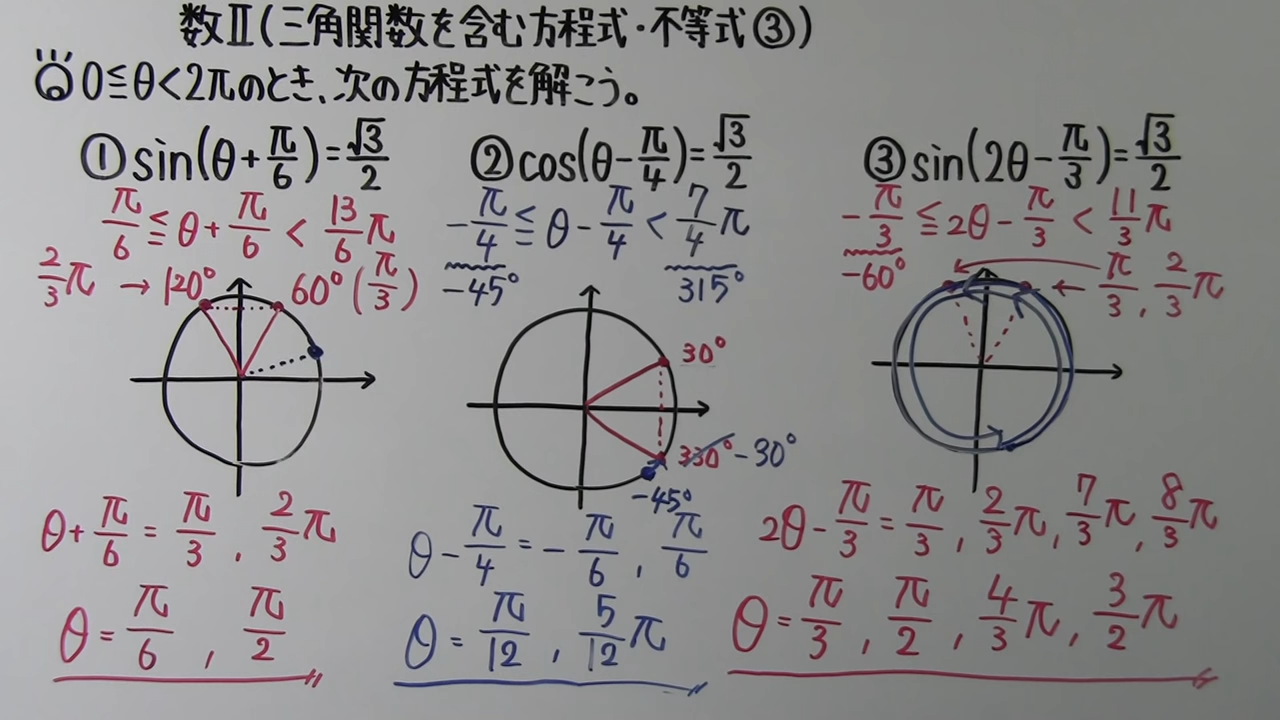 数Ⅱ(三角関数を含む方程式・不等式③)
0≦θ<2πのとき、次の方程式を解こう。
①sin(θ+π/6)=√3/2
π/6≦θ+π/6<13/6π
2/3π→120° 60°(π/3)
θ+π/6=π/3,2/3π
θ=π/6,π/2
②cos(θ-π/4)=√3/2
-π/4≦θ-π/4<7/4π
-45° 315°
30°
330° -30°
-45°
θ-π/4=-π/6,π/6
θ=π/12,5/12π
③sin(2θ-π/3)=√3/2
-π/3≦2θ-π/3<11/3π
-60°
←π/3,2/3π
2θ-π/3=π/3,2/3π,7/3π,8/3π
θ=π/3,π/2,4/3π,3/2π